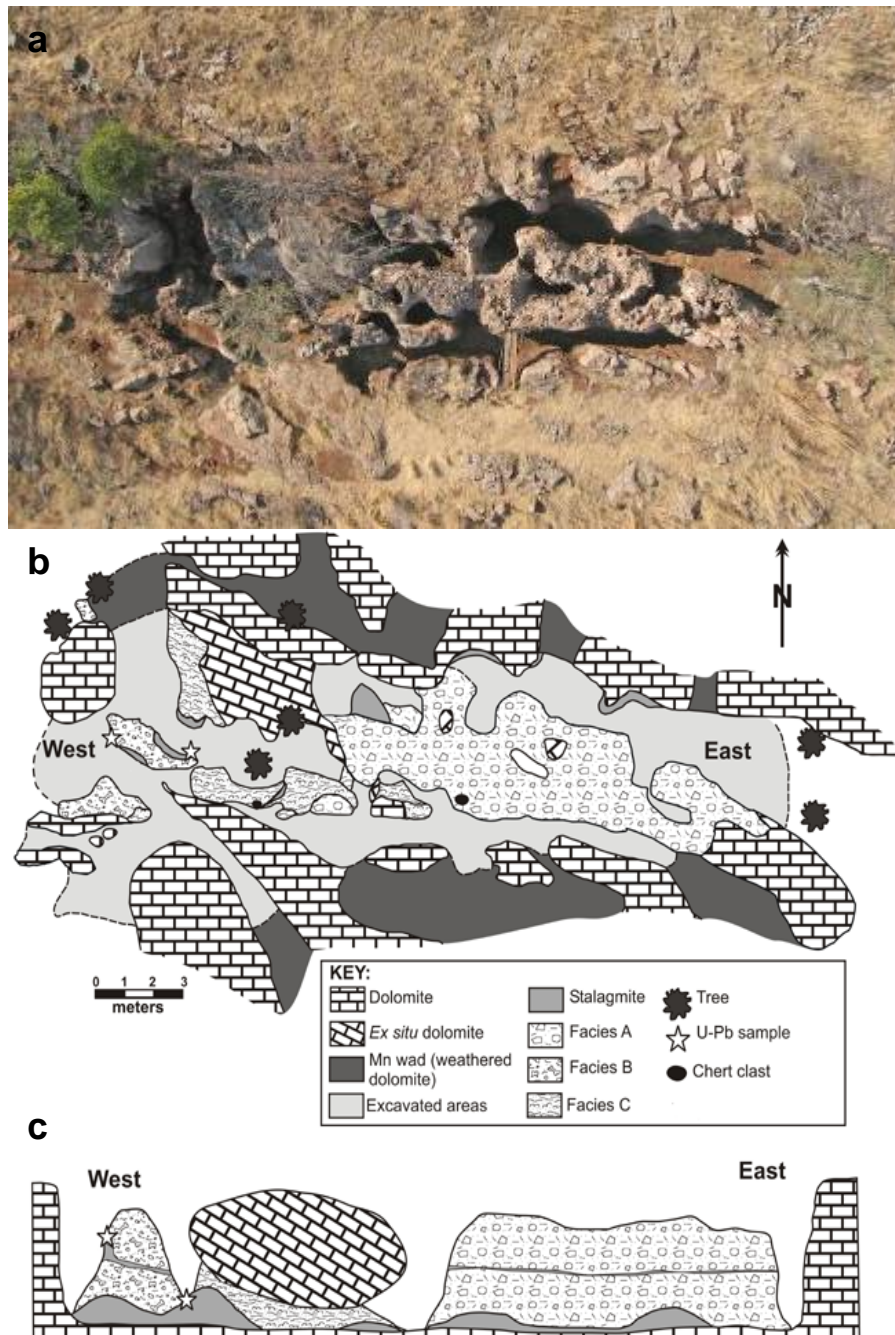 a
b
N
West
East
0 1 2 3
meters
KEY:
Dolomite
Ex situ dolomite
Mn wad (weathered
dolomite)
Excavated areas
Stalagmite
Facies A
Facies B
Facies C
Tree
U-Pb sample
Chert clast
c
West
East